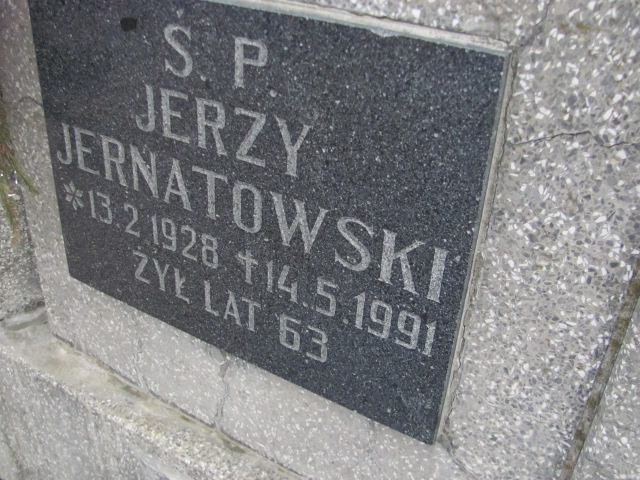 Ś. P.
JERZY
JERNATOWSKI
*13.2.1928 ✝14.5.1991
ŻYŁ LAT 63